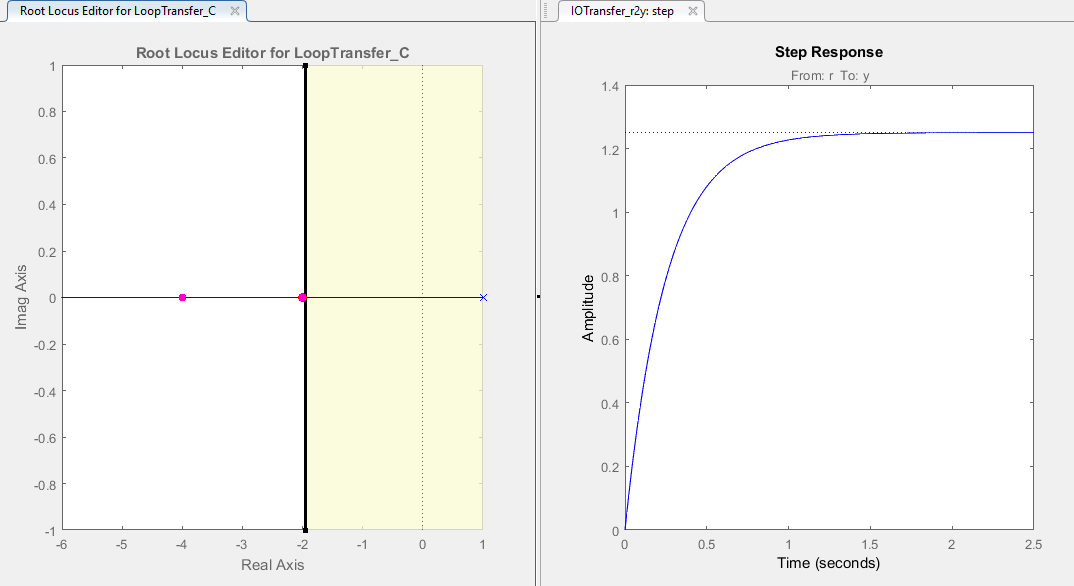 Root Locus Editor for LoopTransfer_C
Root Locus Editor for LoopTransfer_C
1
0.8
0.6
0.4
0.2
0
-0.2
-0.4
-0.6
-0.8
-1
Imag Axis
-6 -5 -4 -3 -2 -1 0 1
Real Axis
IOTransfer_r2y: step
Step Response
From: r To: y
1.4
1.2
1
0.8
0.6
0.4
0.2
0
Amplitude
0 0.5 1 1.5 2 2.5
Time (seconds)